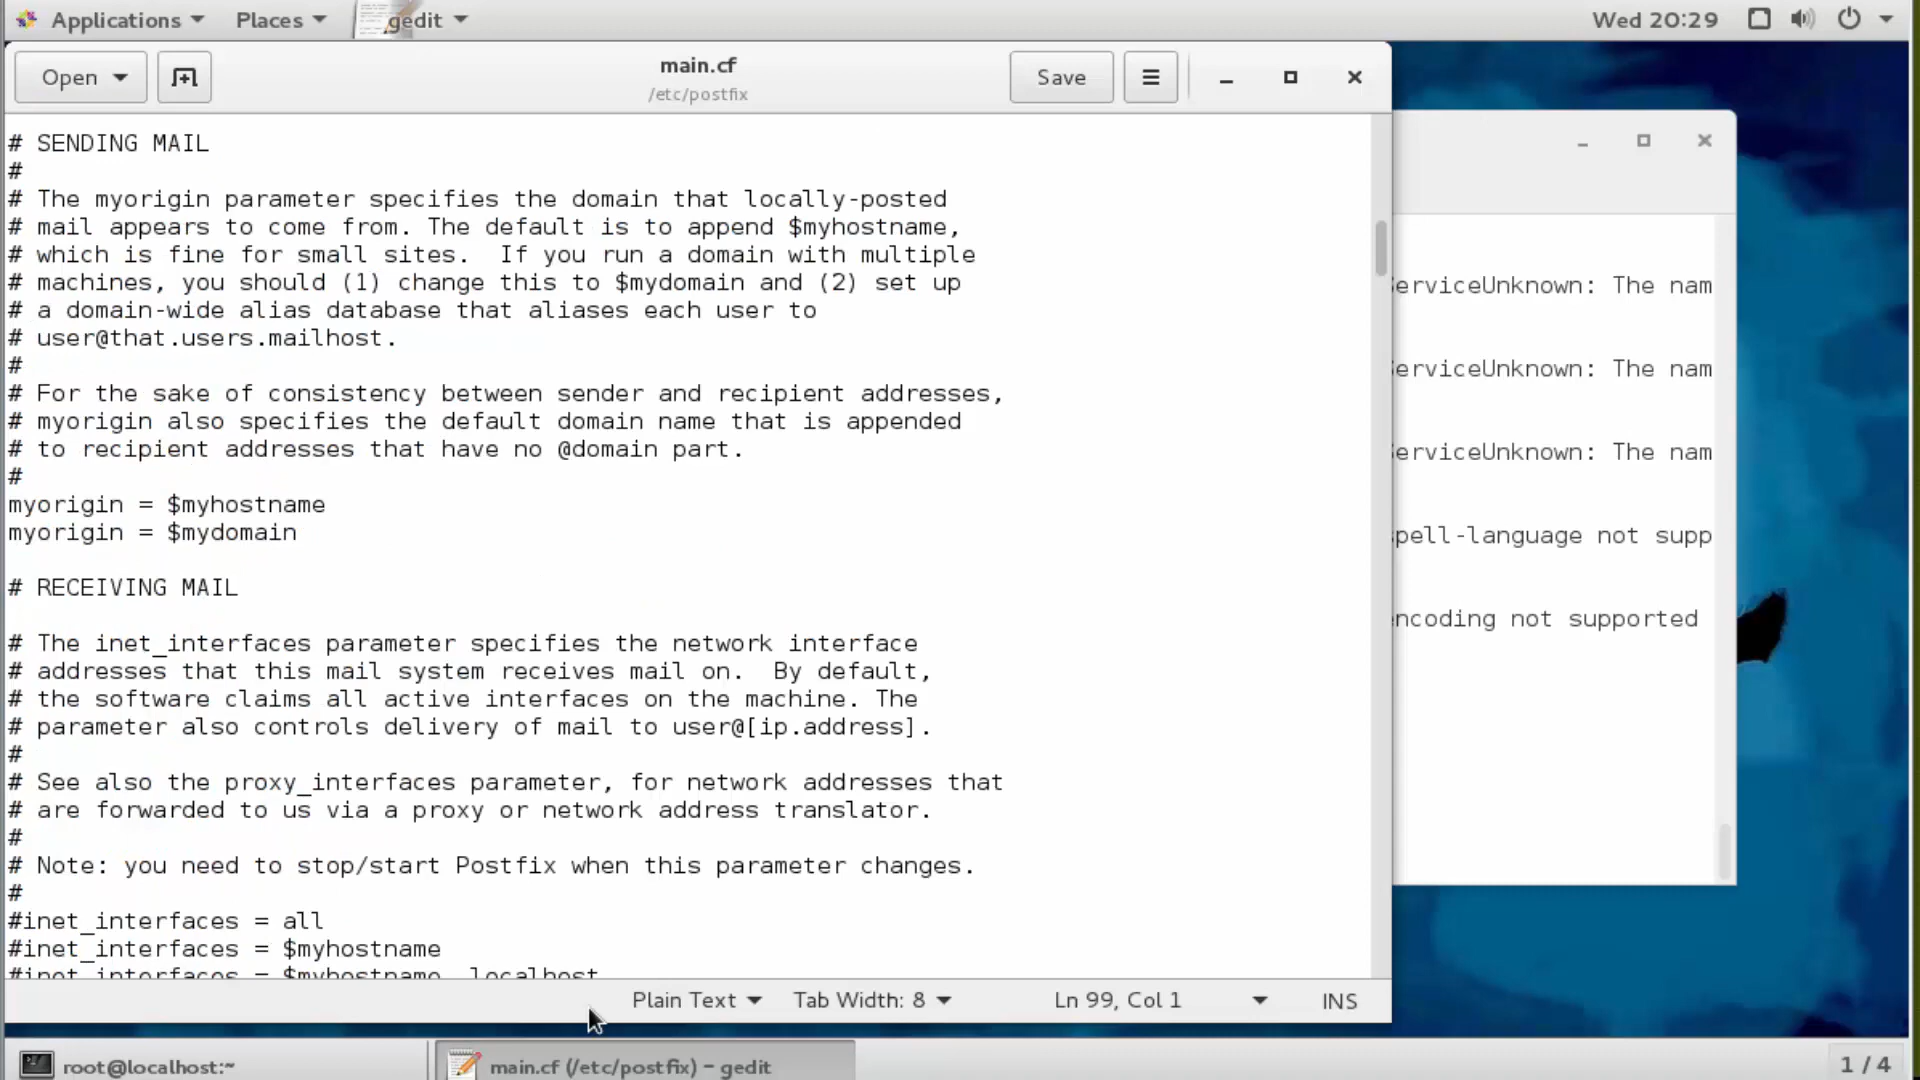 Applications Places gedit Wed 20:29
Open main.cf Save
/etc/postfix
# SENDING MAIL
#
# The myorigin parameter specifies the domain that locally-posted
# mail appears to come from. The default is to append $myhostname,
# which is fine for small sites.  If you run a domain with multiple
# machines, you should (1) change this to $mydomain and (2) set up
# a domain-wide alias database that aliases each user to
# user@that.users.mailhost.
#
# For the sake of consistency between sender and recipient addresses,
# myorigin also specifies the default domain name that is appended
# to recipient addresses that have no @domain part.
#
myorigin = $myhostname
myorigin = $mydomain
# RECEIVING MAIL
# The inet_interfaces parameter specifies the network interface
# addresses that this mail system receives mail on.  By default,
# the software claims all active interfaces on the machine. The
# parameter also controls delivery of mail to user@[ip.address].
#
# See also the proxy_interfaces parameter, for network addresses that
# are forwarded to us via a proxy or network address translator.
#
# Note: you need to stop/start Postfix when this parameter changes.
#
#inet_interfaces = all
#inet_interfaces = $myhostname
#inet_interfaces = $myhostname, localhost
Plain Text Tab Width: 8 Ln 99, Col 1 INS
erviceUnknown: The nam
erviceUnknown: The nam
erviceUnknown: The nam
pell-language not supp
ncoding not supported
root@localhost:~ main.cf (/etc/postfix) – gedit 1 / 4